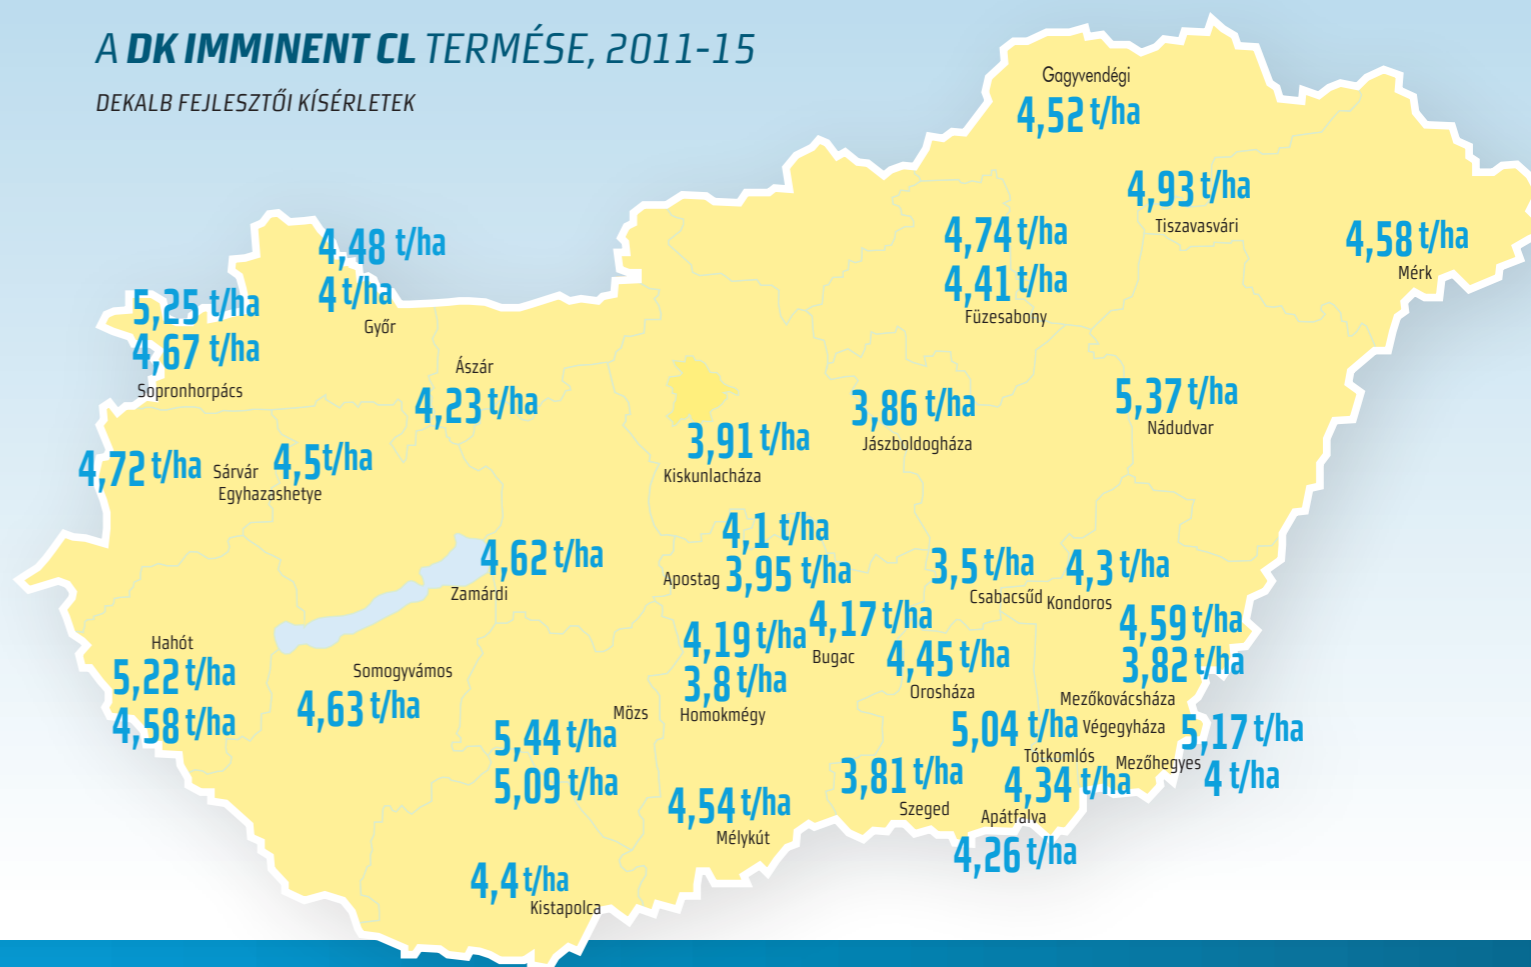 A DK IMMINENT CL TERMÉSE, 2011-15
DEKALB FEJLESZTŐI KÍSÉRLETEK
Gagyvendégi
4,52 t/ha
4,93 t/ha
Tiszavasvári
4,58 t/ha
Mérk
4,74 t/ha
4,41 t/ha
Füzesabony
4,48 t/ha
4 t/ha
Győr
5,25 t/ha
4,67 t/ha
Sopronhorpács
Ászár
4,23 t/ha
3,86 t/ha
Jászboldogháza
5,37 t/ha
Nádudvar
3,91 t/ha
Kiskunlacháza
4,72 t/ha Sárvár 4,5t/ha
Egyhazashetye
4,62 t/ha
Zamárdi
4,1 t/ha
Apostag 3,95 t/ha
3,5 t/ha
Csabacsűd
4,3 t/ha
Kondoros
4,17 t/ha
Bugac
4,59 t/ha
3,82 t/ha
Mezőkovácsháza
4,19 t/ha
3,8 t/ha
Homokmégy
4,45 t/ha
Orosháza
Hahót
5,22 t/ha
4,58 t/ha
Somogyvámos
4,63 t/ha
Mözs
5,44 t/ha
5,09 t/ha
5,04 t/ha Végegyháza
Tótkomlós
4,34 t/ha
Mezőhegyes
5,17 t/ha
4 t/ha
3,81 t/ha
Szeged
Apátfalva
4,26 t/ha
4,54 t/ha
Mélykút
4,4 t/ha
Kistapolca